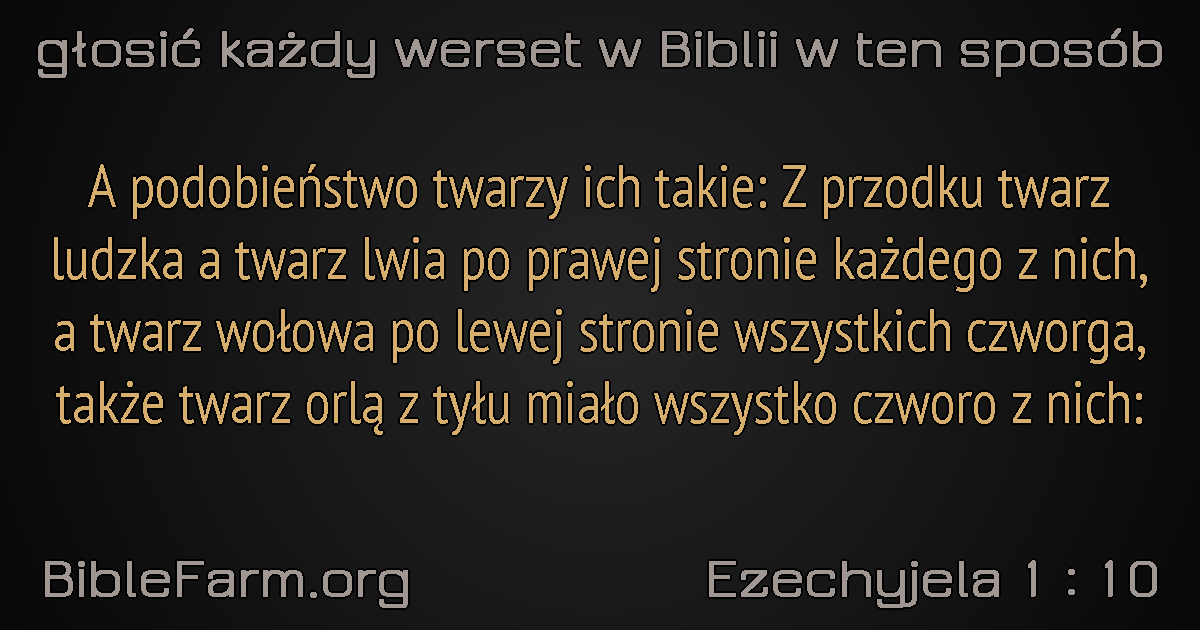 głosić każdy werset w Biblii w ten sposób
A podobieństwo twarzy ich takie: Z przodku twarz
ludzka a twarz lwia po prawej stronie każdego z nich,
a twarz wołowa po lewej stronie wszystkich czworga,
także twarz orlą z tyłu miało wszystko czworo z nich:
BibleFarm.org
Ezechyjela 1 : 10